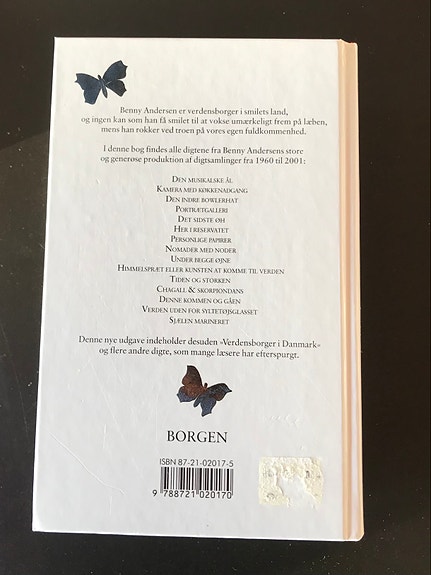 Benny Andersen er verdensborger i smilets land,
og ingen kan som han få smilet til at vokse umærkeligt frem på læben,
mens han rokker ved troen på vores egen fuldkommenhed.
I denne bog findes alle digtene fra Benny Andersens store
og generøse produktion af digtsamlinger fra 1960 til 2001:
DEN MUSIKALSKE ÅL
KAMERA MED KØKKENADGANG
DEN INDRE BOWLERHAT
PORTRÆTGALLERI
DET SIDSTE ØH
HER I RESERVATET
PERSONLIGE PAPIRER
NOMADER MED NODER
UNDER BEGGE ØJNE
HIMMELSPRÆT ELLER KUNSTEN AT KOMME TIL VERDEN
TIDEN OG STORKEN
CHAGALL & SKORPIONDANS
DENNE KOMMEN OG GÅEN
VERDEN UDEN FOR SYLTETØJSGLASSET
SJÆLEN MARINERET
Denne nye udgave indeholder desuden »Verdensborger i Danmark«
og flere andre digte, som mange læsere har efterspurgt.
BORGEN
ISBN 87-21-02017-5
9 788721 020170